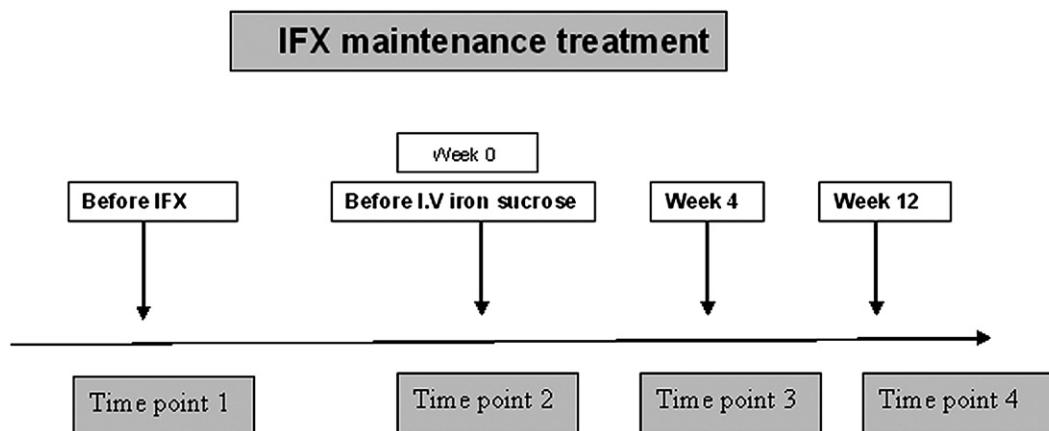 IFX maintenance treatment
Week 0
Before IFX
Before I.V iron sucrose
Week 4
Week 12
Time point 1
Time point 2
Time point 3
Time point 4